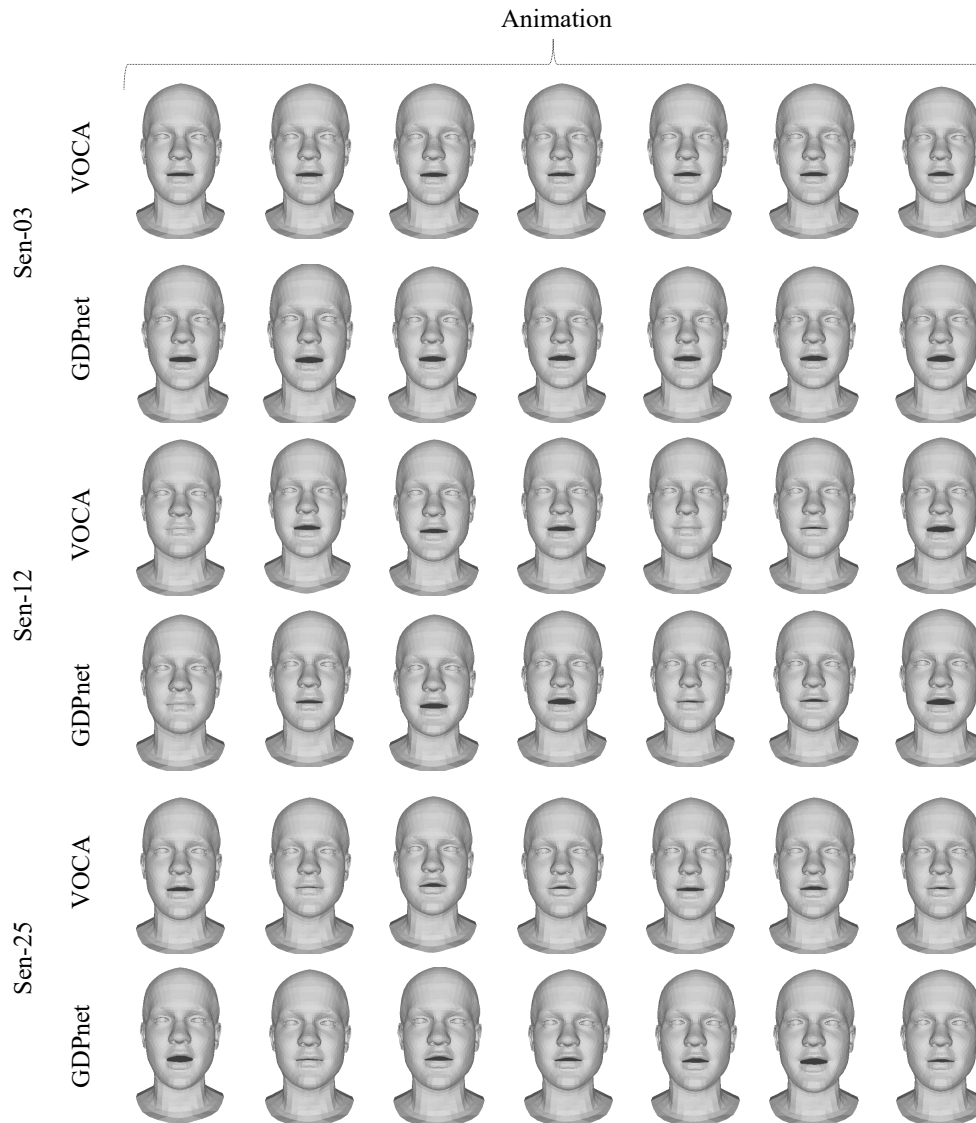 Animation
Sen-03
VOCA
GDPnet
Sen-12
VOCA
GDPnet
Sen-25
VOCA
GDPnet